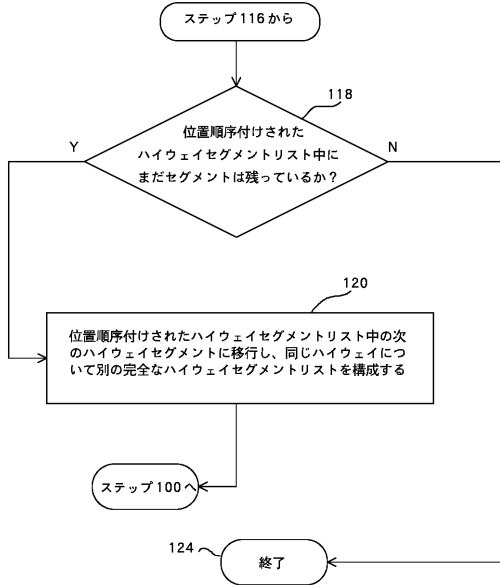 ステップ116から
118
位置順序付けされた
ハイウェイセグメントリスト中に
まだセグメントは残っているか？
Y
N
120
位置順序付けされたハイウェイセグメントリスト中の次
のハイウェイセグメントに移行し、同じハイウェイにつ
いて別の完全なハイウェイセグメントリストを構成する
ステップ100へ
124
終了